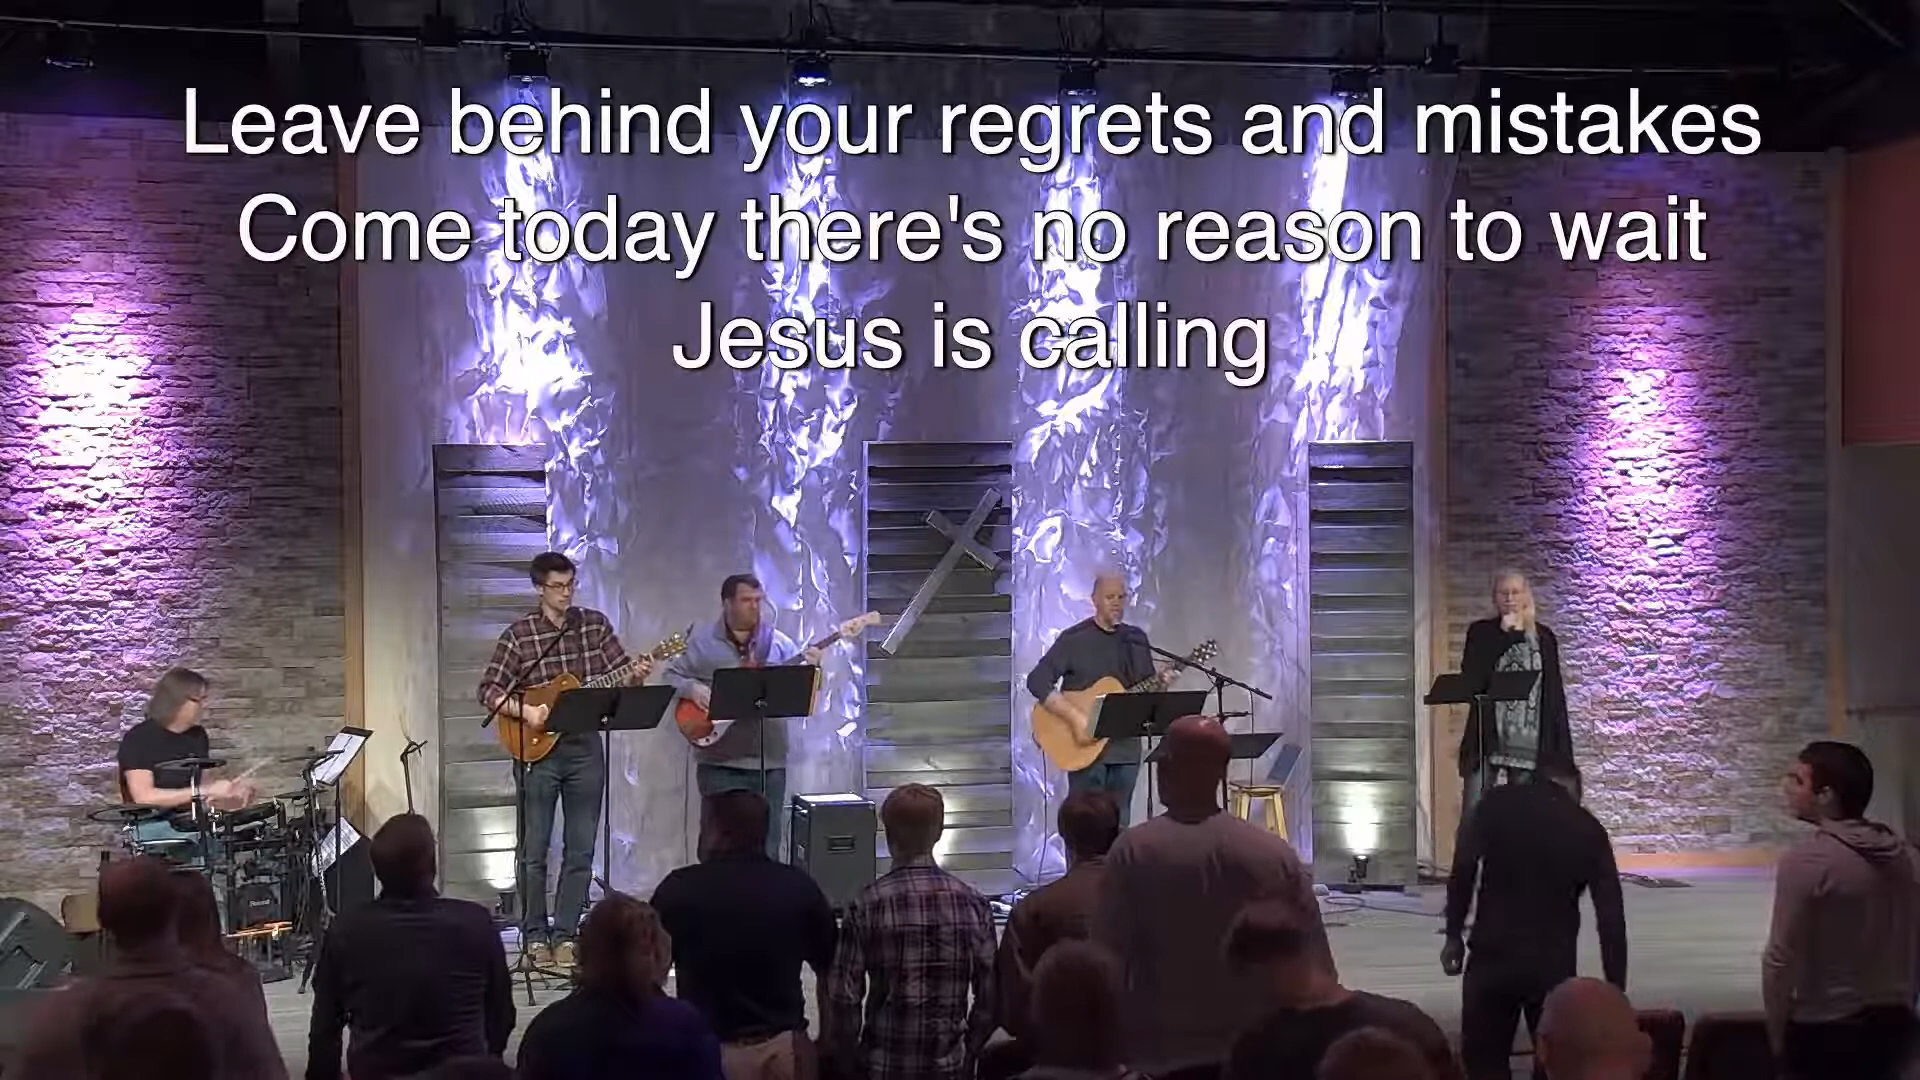 Leave behind your regrets and mistakes
Come today there's no reason to wait
Jesus is calling